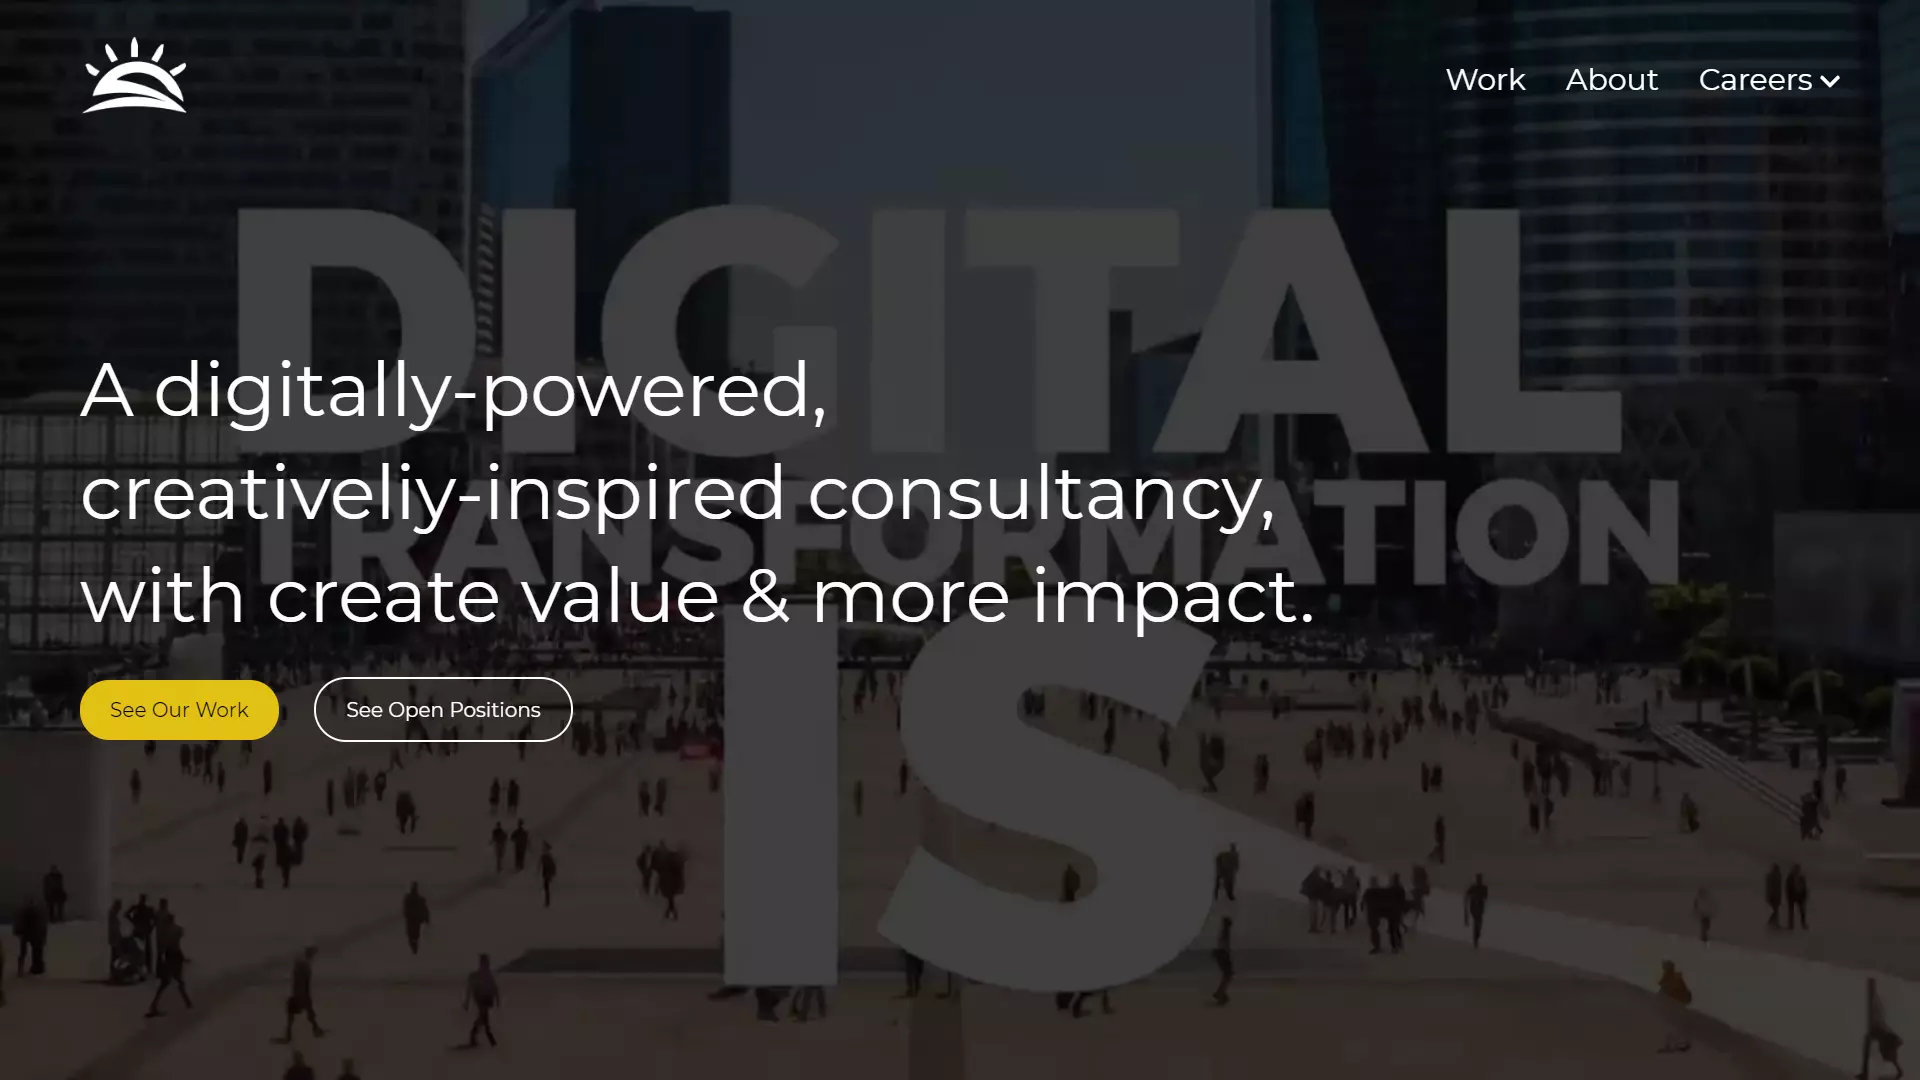 Work About Careers
DIGITAL
TRANSFORMATION
IS
A digitally-powered,
creativeliy-inspired consultancy,
with create value & more impact.
See Our Work See Open Positions